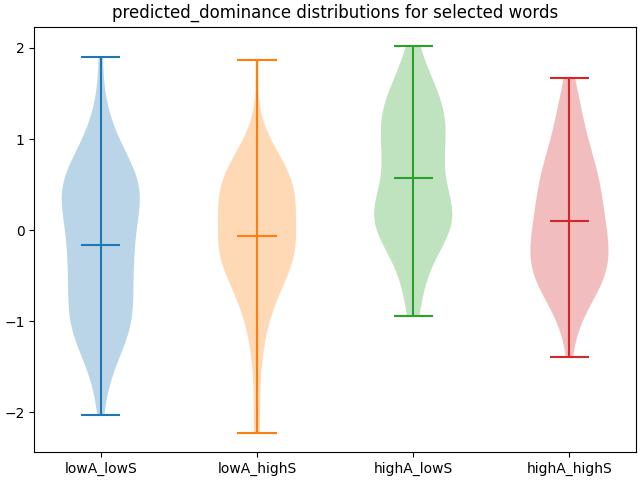 predicted_dominance distributions for selected words
2
1
0
−1
−2
lowA_lowS
lowA_highS
highA_lowS
highA_highS